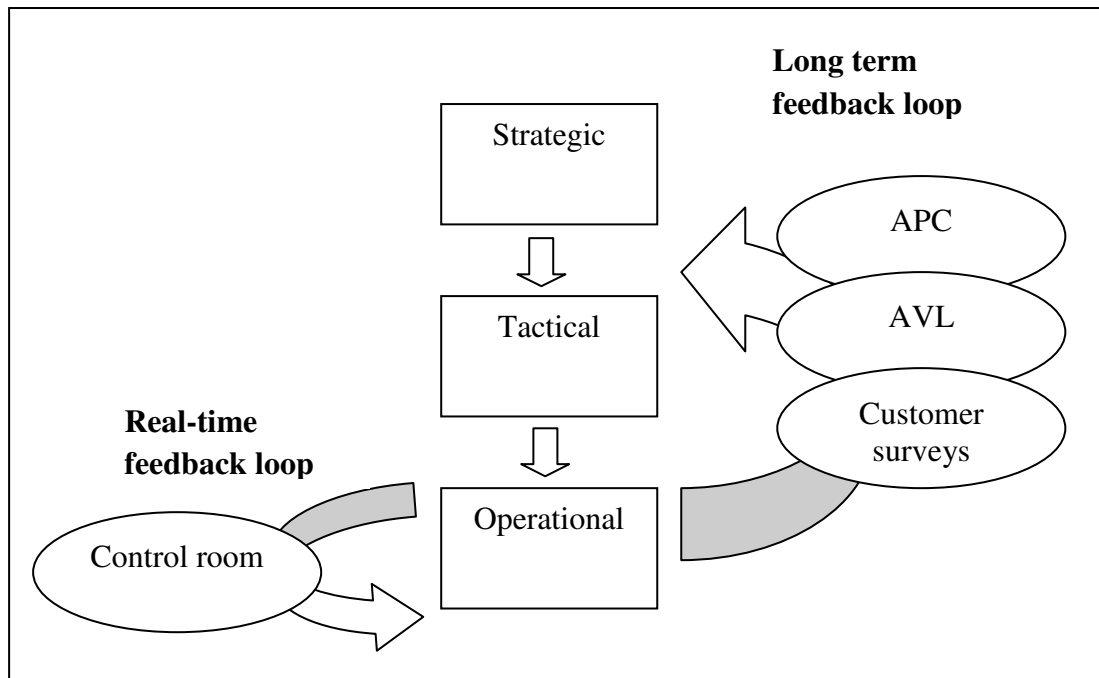 Long term
feedback loop
Strategic
APC
Tactical
AVL
Real-time
feedback loop
Customer
surveys
Operational
Control room